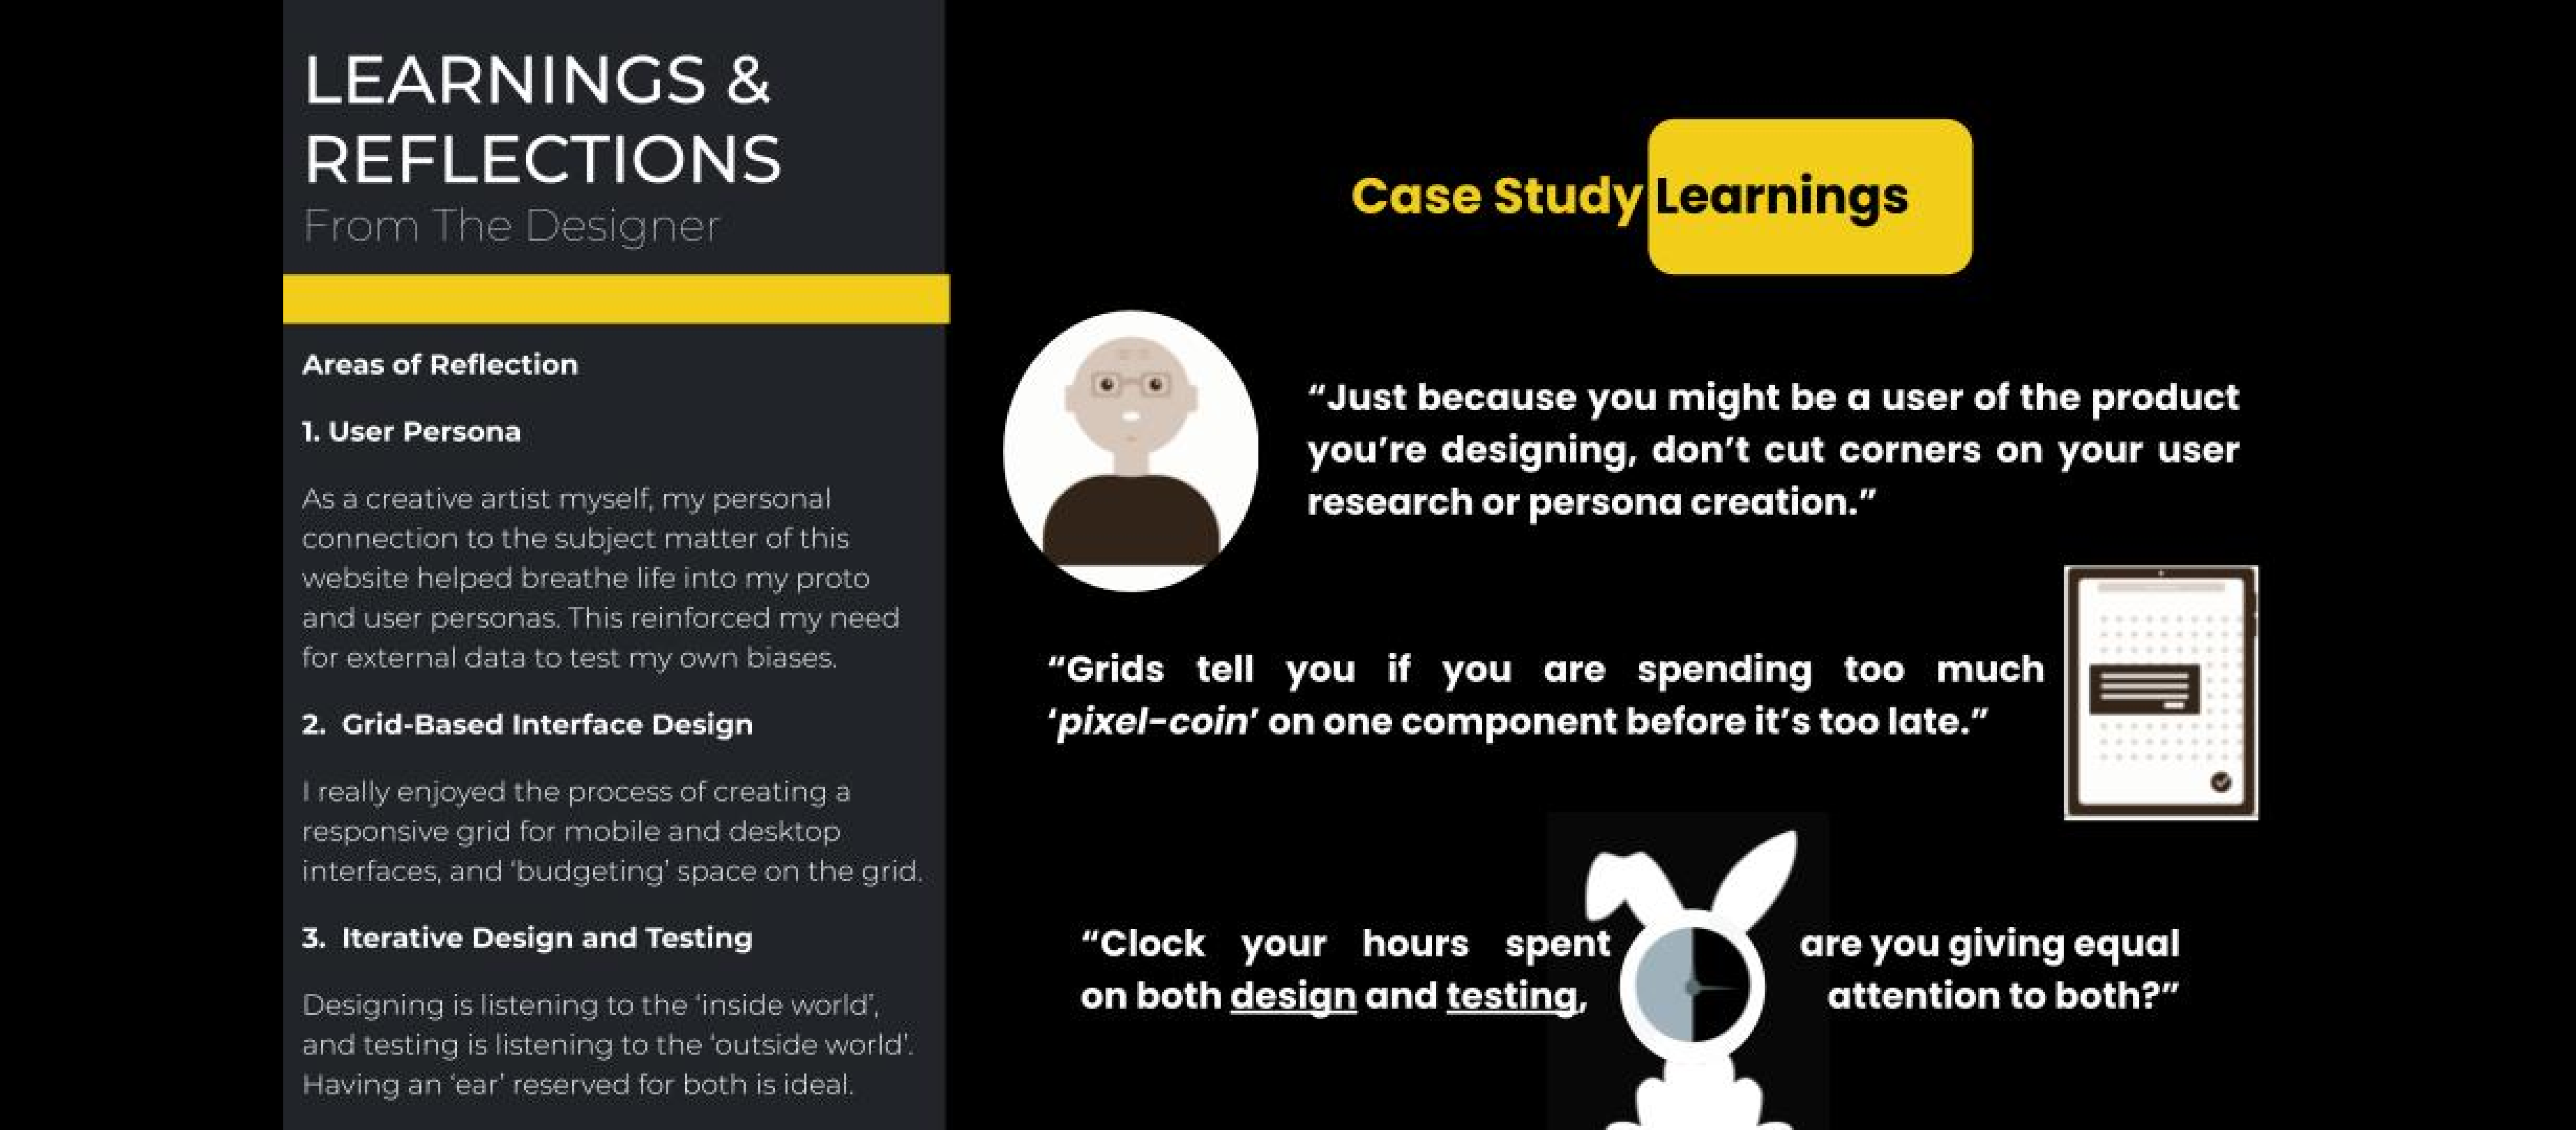 LEARNINGS &
REFLECTIONS
From The Designer
Areas of Reflection
1. User Persona
As a creative artist myself, my personal
connection to the subject matter of this
website helped breathe life into my proto
and user personas. This reinforced my need
for external data to test my own biases.
2. Grid-Based Interface Design
I really enjoyed the process of creating a
responsive grid for mobile and desktop
interfaces, and ‘budgeting’ space on the grid.
3. Iterative Design and Testing
Designing is listening to the ‘inside world’,
and testing is listening to the ‘outside world’.
Having an ‘ear’ reserved for both is ideal.
Case Study Learnings
“Just because you might be a user of the product
you’re designing, don’t cut corners on your user
research or persona creation.”
“Grids tell you if you are spending too much
‘pixel-coin’ on one component before it’s too late.”
“Clock your hours spent
on both design and testing,
are you giving equal
attention to both?”